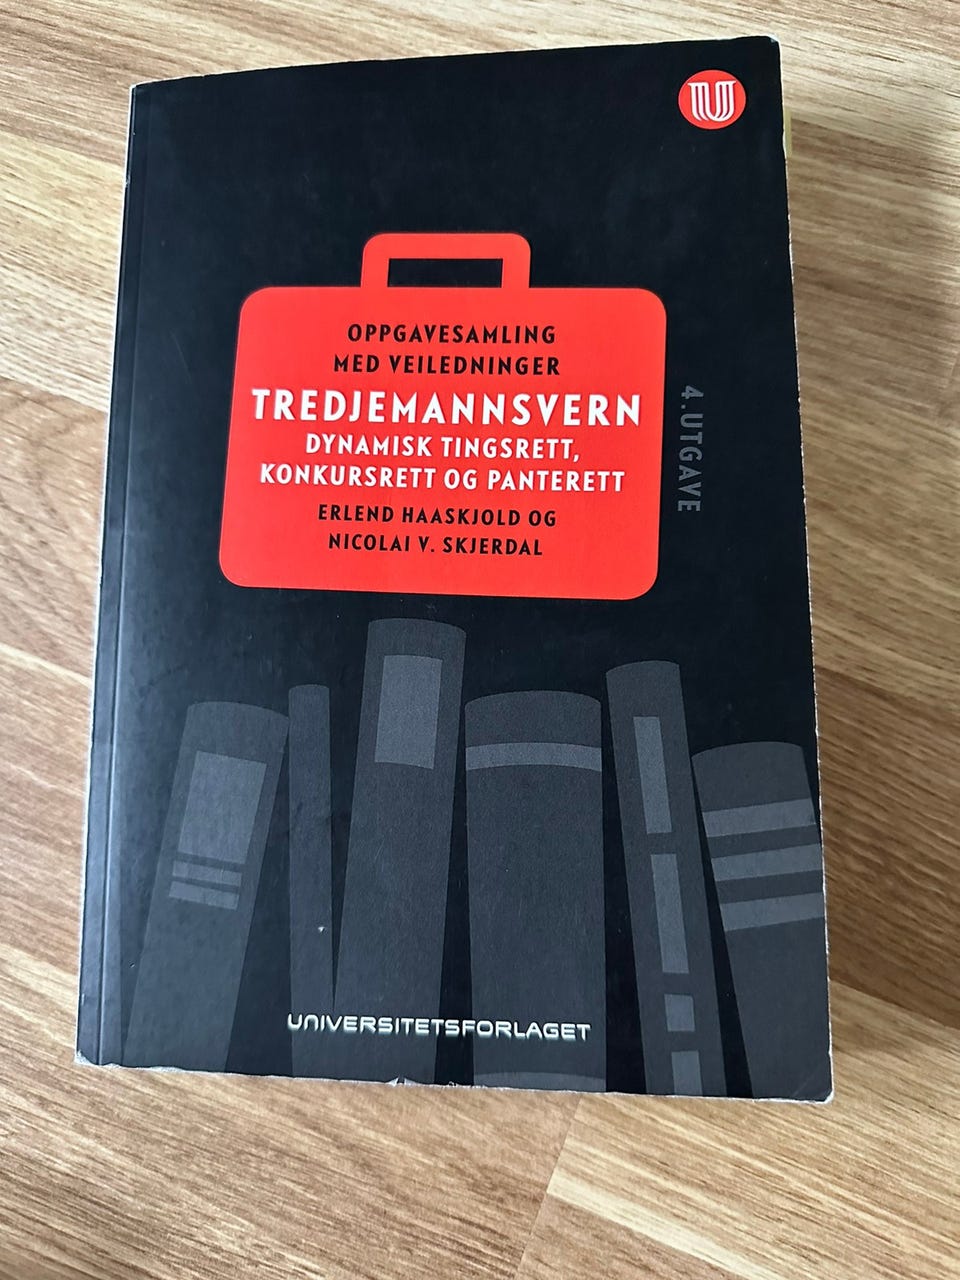 U
OPPGAVESAMLING
MED VEILEDNINGER
TREDJEMANNSVERN
DYNAMISK TINGSRETT,
KONKURSRETT OG PANTERETT
ERLEND HAASKJOLD OG
NICOLAI V. SKJERDAL
4. UTGAVE
UNIVERSITETSFORLAGET